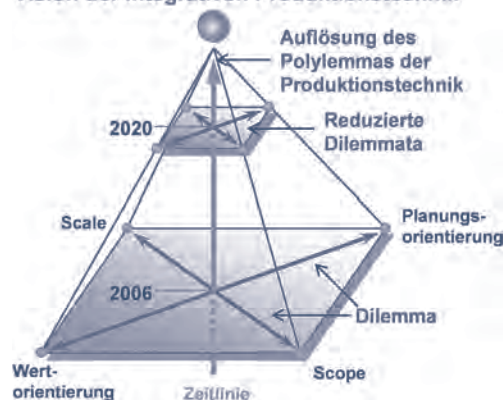 Auflösung des
Polylemmas der
Produktionstechnik
2020
Reduzierte
Dilemmata
Scale
Planungs-
orientierung
2006
Dilemma
Wert-
orientierung
Scope
Zeitlinie